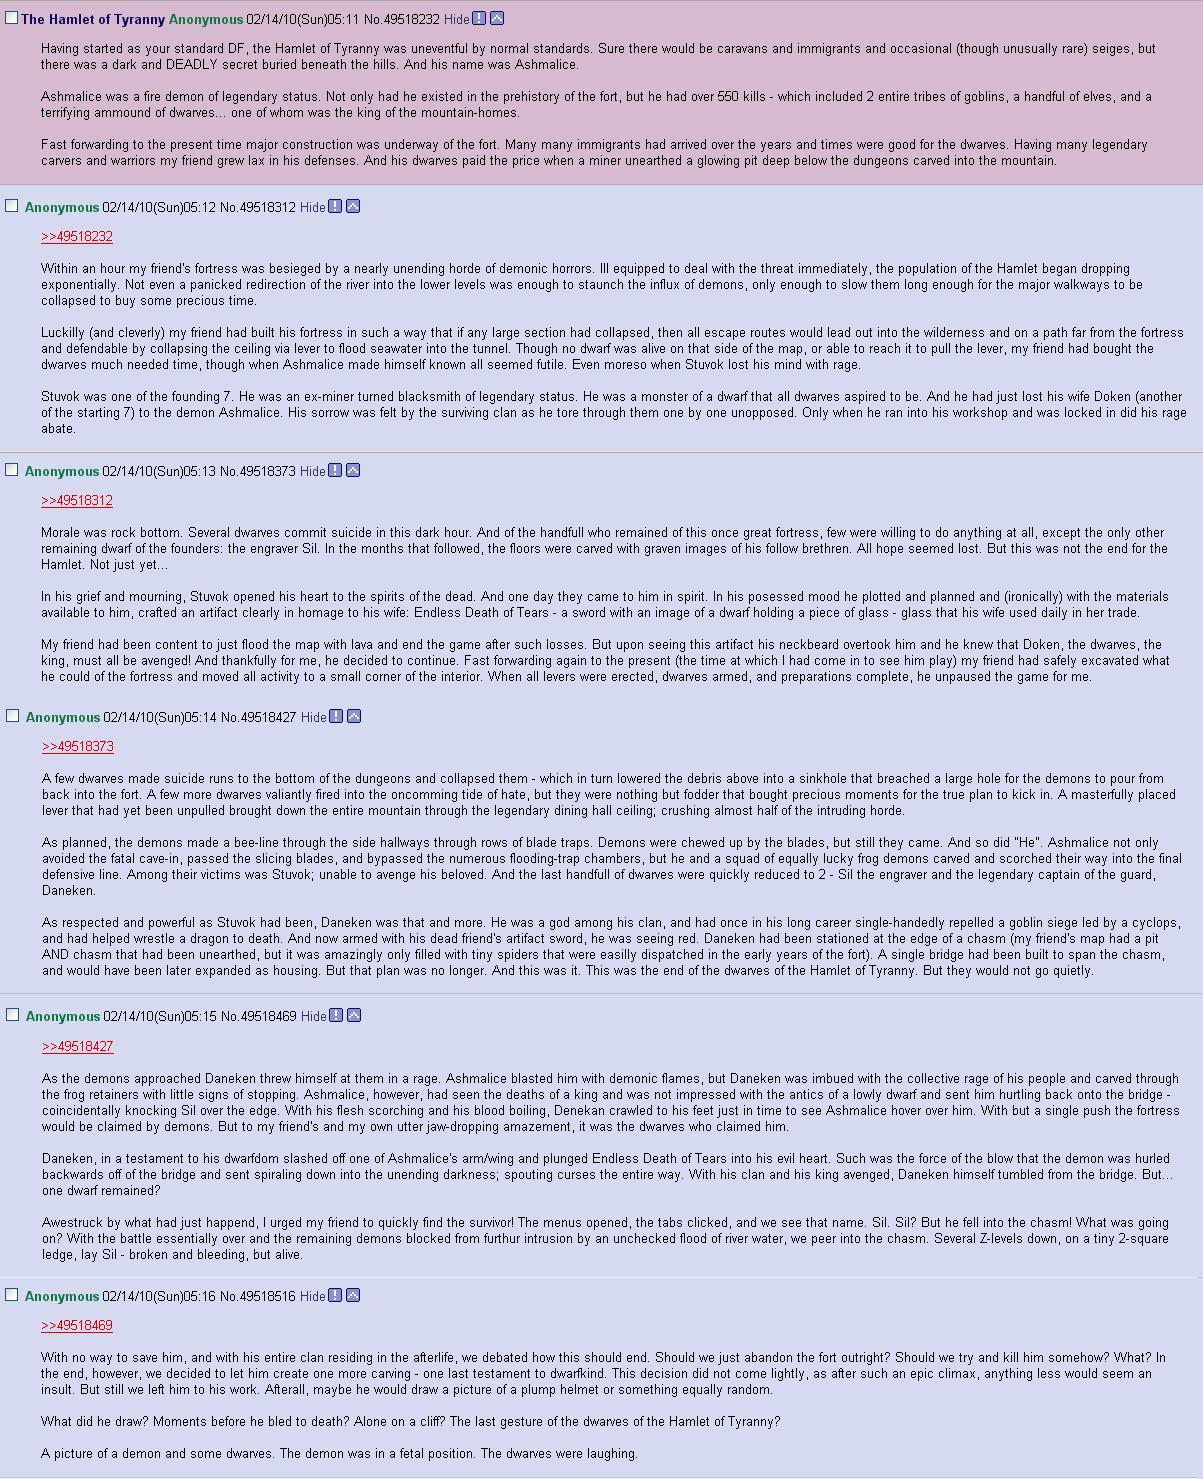 The Hamlet of Tyranny Anonymous 02/14/10(Sun)05:11 No.49518232 Hide
Having started as your standard DF, the Hamlet of Tyranny was uneventful by normal standards. Sure there would be caravans and immigrants and occasional (though unusually rare) seiges, but
there was a dark and DEADLY secret buried beneath the hills. And his name was Ashmalice.
Ashmalice was a fire demon of legendary status. Not only had he existed in the prehistory of the fort, but he had over 550 kills - which included 2 entire tribes of goblins, a handful of elves, and a
terrifying ammound of dwarves... one of whom was the king of the mountain-homes.
Fast forwarding to the present time major construction was underway of the fort. Many many immigrants had arrived over the years and times were good for the dwarves. Having many legendary
carvers and warriors my friend grew lax in his defenses. And his dwarves paid the price when a miner unearthed a glowing pit deep below the dungeons carved into the mountain.
Anonymous 02/14/10(Sun)05:12 No.49518312 Hide
>>49518232
Within an hour my friend's fortress was besieged by a nearly unending horde of demonic horrors. Ill equipped to deal with the threat immediately, the population of the Hamlet began dropping
exponentially. Not even a panicked redirection of the river into the lower levels was enough to staunch the influx of demons, only enough to slow them long enough for the major walkways to be
collapsed to buy some precious time.
Luckilly (and cleverly) my friend had built his fortress in such a way that if any large section had collapsed, then all escape routes would lead out into the wilderness and on a path far from the fortress
and defendable by collapsing the ceiling via lever to flood seawater into the tunnel. Though no dwarf was alive on that side of the map, or able to reach it to pull the lever, my friend had bought the
dwarves much needed time, though when Ashmalice made himself known all seemed futile. Even moreso when Stuvok lost his mind with rage.
Stuvok was one of the founding 7. He was an ex-miner turned blacksmith of legendary status. He was a monster of a dwarf that all dwarves aspired to be. And he had just lost his wife Doken (another
of the starting 7) to the demon Ashmalice. His sorrow was felt by the surviving clan as he tore through them one by one unopposed. Only when he ran into his workshop and was locked in did his rage
abate.
Anonymous 02/14/10(Sun)05:13 No.49518373 Hide
>>49518312
Morale was rock bottom. Several dwarves commit suicide in this dark hour. And of the handfull who remained of this once great fortress, few were willing to do anything at all, except the only other
remaining dwarf of the founders: the engraver Sil. In the months that followed, the floors were carved with graven images of his follow brethren. All hope seemed lost. But this was not the end for the
Hamlet. Not just yet...
In his grief and mourning, Stuvok opened his heart to the spirits of the dead. And one day they came to him in spirit. In his posessed mood he plotted and planned and (ironically) with the materials
available to him, crafted an artifact clearly in homage to his wife: Endless Death of Tears - a sword with an image of a dwarf holding a piece of glass - glass that his wife used daily in her trade.
My friend had been content to just flood the map with lava and end the game after such losses. But upon seeing this artifact his neckbeard overtook him and he knew that Doken, the dwarves, the
king, must all be avenged! And thankfully for me, he decided to continue. Fast forwarding again to the present (the time at which I had come in to see him play) my friend had safely excavated what
he could of the fortress and moved all activity to a small corner of the interior. When all levers were erected, dwarves armed, and preparations complete, he unpaused the game for me.
Anonymous 02/14/10(Sun)05:14 No.49518427 Hide
>>49518373
A few dwarves made suicide runs to the bottom of the dungeons and collapsed them - which in turn lowered the debris above into a sinkhole that breached a large hole for the demons to pour from
back into the fort. A few more dwarves valiantly fired into the oncomming tide of hate, but they were nothing but fodder that bought precious moments for the true plan to kick in. A masterfully placed
lever that had yet been unpulled brought down the entire mountain through the legendary dining hall ceiling; crushing almost half of the intruding horde.
As planned, the demons made a bee-line through the side hallways through rows of blade traps. Demons were chewed up by the blades, but still they came. And so did "He". Ashmalice not only
avoided the fatal cave-in, passed the slicing blades, and bypassed the numerous flooding-trap chambers, but he and a squad of equally lucky frog demons carved and scorched their way into the final
defensive line. Among their victims was Stuvok; unable to avenge his beloved. And the last handfull of dwarves were quickly reduced to 2 - Sil the engraver and the legendary captain of the guard,
Daneken.
As respected and powerful as Stuvok had been, Daneken was that and more. He was a god among his clan, and had once in his long career single-handedly repelled a goblin siege led by a cyclops,
and had helped wrestle a dragon to death. And now armed with his dead friend's artifact sword, he was seeing red. Daneken had been stationed at the edge of a chasm (my friend's map had a pit
AND chasm that had been unearthed, but it was amazingly only filled with tiny spiders that were easilly dispatched in the early years of the fort). A single bridge had been built to span the chasm,
and would have been later expanded as housing. But that plan was no longer. And this was it. This was the end of the dwarves of the Hamlet of Tyranny. But they would not go quietly.
Anonymous 02/14/10(Sun)05:15 No.49518469 Hide
>>49518427
As the demons approached Daneken threw himself at them in a rage. Ashmalice blasted him with demonic flames, but Daneken was imbued with the collective rage of his people and carved through
the frog retainers with little signs of stopping. Ashmalice, however, had seen the deaths of a king and was not impressed with the antics of a lowly dwarf and sent him hurtling back onto the bridge -
coincidentally knocking Sil over the edge. With his flesh scorching and his blood boiling, Denekan crawled to his feet just in time to see Ashmalice hover over him. With but a single push the fortress
would be claimed by demons. But to my friend's and my own utter jaw-dropping amazement, it was the dwarves who claimed him.
Daneken, in a testament to his dwarfdom slashed off one of Ashmalice's arm/wing and plunged Endless Death of Tears into his evil heart. Such was the force of the blow that the demon was hurled
backwards off of the bridge and sent spiraling down into the unending darkness; spouting curses the entire way. With his clan and his king avenged, Daneken himself tumbled from the bridge. But...
one dwarf remained?
Awestruck by what had just happend, I urged my friend to quickly find the survivor! The menus opened, the tabs clicked, and we see that name. Sil. Sil? But he fell into the chasm! What was going
on? With the battle essentially over and the remaining demons blocked from furthur intrusion by an unchecked flood of river water, we peer into the chasm. Several Z-levels down, on a tiny 2-square
ledge, lay Sil - broken and bleeding, but alive.
Anonymous 02/14/10(Sun)05:16 No.49518516 Hide
>>49518469
With no way to save him, and with his entire clan residing in the afterlife, we debated how this should end. Should we just abandon the fort outright? Should we try and kill him somehow? What? In
the end, however, we decided to let him create one more carving - one last testament to dwarfkind. This decision did not come lightly, as after such an epic climax, anything less would seem an
insult. But still we left him to his work. Afterall, maybe he would draw a picture of a plump helmet or something equally random.
What did he draw? Moments before he bled to death? Alone on a cliff? The last gesture of the dwarves of the Hamlet of Tyranny?
A picture of a demon and some dwarves. The demon was in a fetal position. The dwarves were laughing.